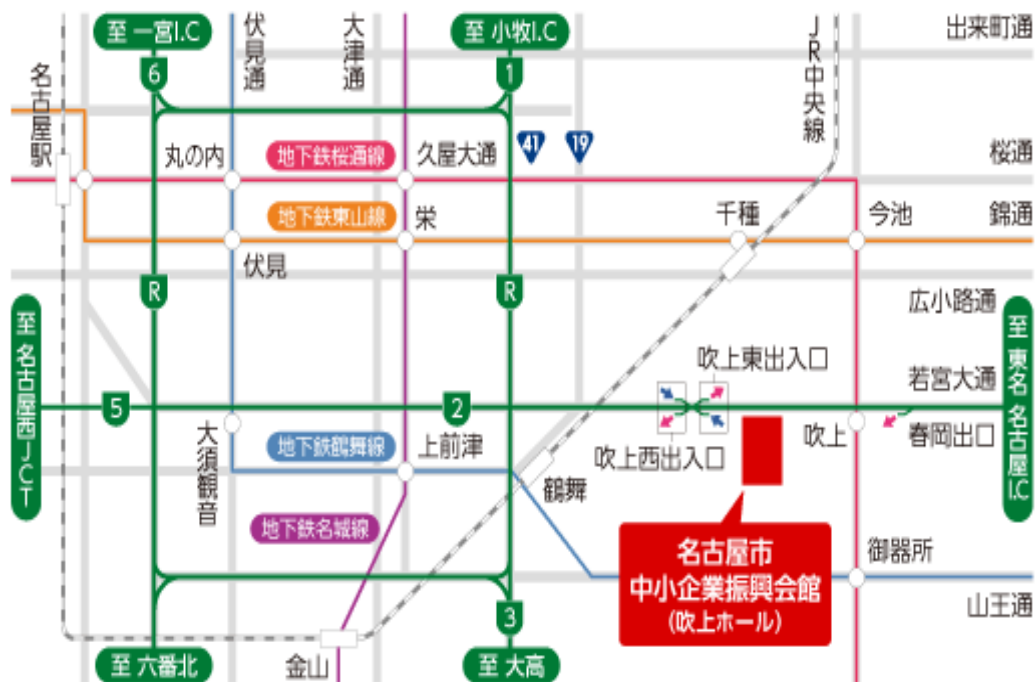 至 一宮I.C
伏見通
大津通
至 小牧I.C
JR中央線
出来町通
名古屋駅
6
1
丸の内
地下鉄桜通線
久屋大通
41
19
桜通
地下鉄東山線
栄
千種
今池
錦通
伏見
R
R
広小路通
至 名古屋西JCT
至 東名 名古屋I.C
吹上東出入口
若宮大通
5
2
大須観音
地下鉄鶴舞線
上前津
吹上西出入口
吹上
春岡出口
鶴舞
地下鉄名城線
名古屋市
中小企業振興会館
(吹上ホール)
御器所
山王通
3
至 六番北
金山
至 大高